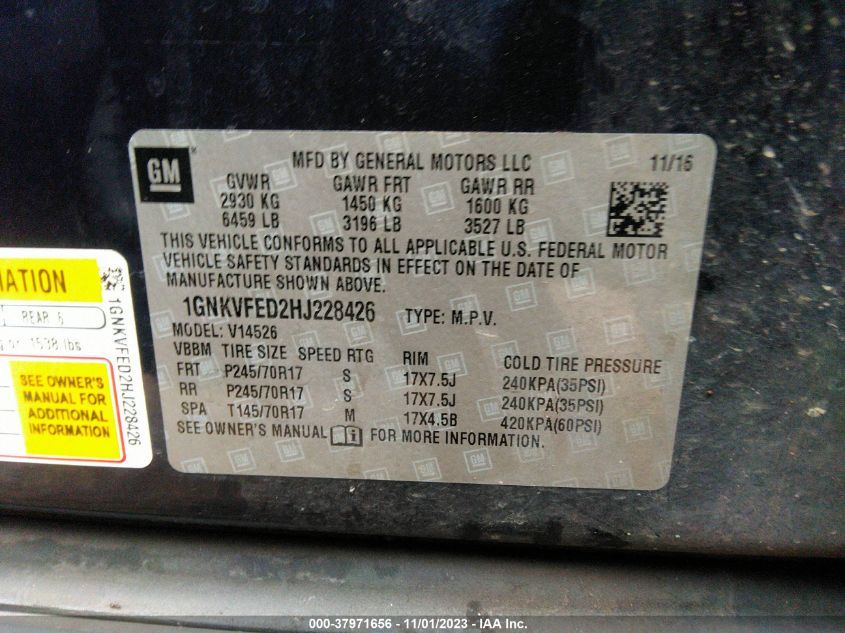 GM
MFD BY GENERAL MOTORS LLC
11/16
GVWR GAWR FRT GAWR RR
2930 KG 1450 KG 1600 KG
6459 LB 3196 LB 3527 LB
THIS VEHICLE CONFORMS TO ALL APPLICABLE U.S. FEDERAL MOTOR
VEHICLE SAFETY STANDARDS IN EFFECT ON THE DATE OF
MANUFACTURE SHOWN ABOVE.
1GNKVFED2HJ228426 TYPE: M.P.V.
MODEL: V14526
VBBM TIRE SIZE SPEED RTG RIM COLD TIRE PRESSURE
FRT P245/70R17 S 17X7.5J 240KPA(35PSI)
RR P245/70R17 S 17X7.5J 240KPA(35PSI)
SPA T145/70R17 M 17X4.5B 420KPA(60PSI)
SEE OWNER'S MANUAL i FOR MORE INFORMATION.
REAR 6
1538 lbs
SEE OWNER'S
MANUAL FOR
ADDITIONAL
INFORMATION
1GNKVFED2HJ228426
000-37971656 - 11/01/2023 - IAA Inc.